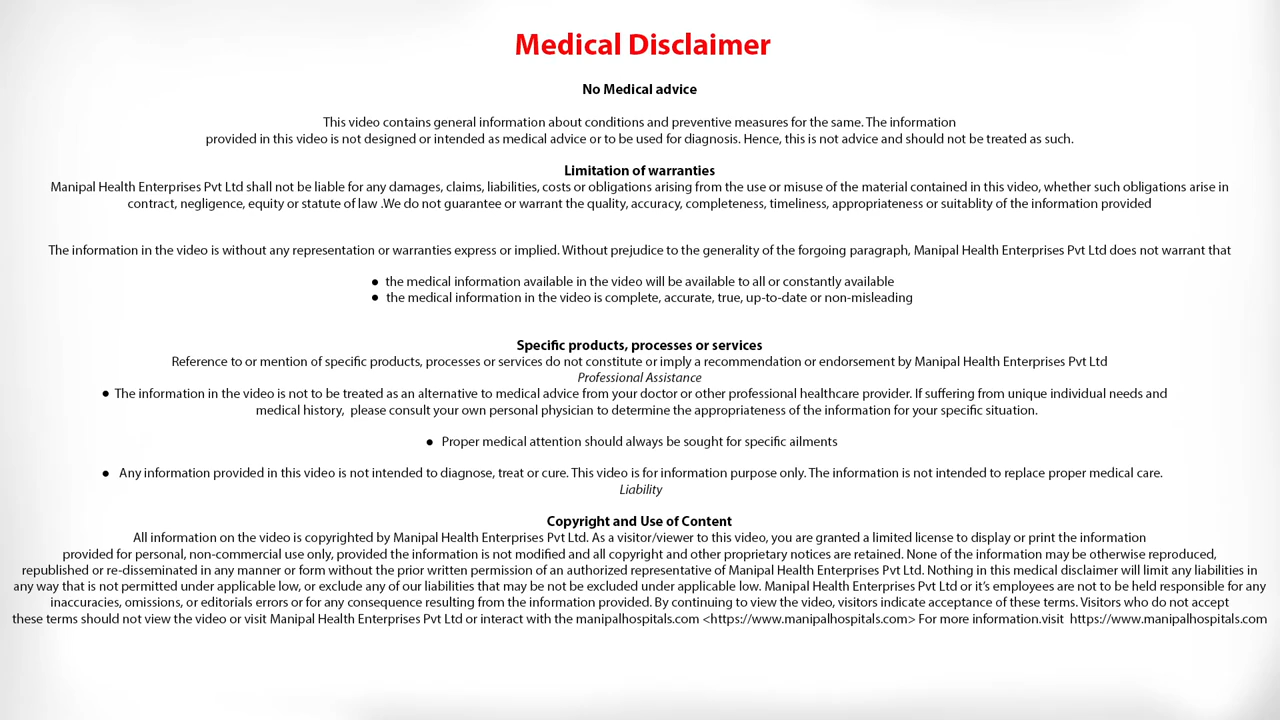 Medical Disclaimer
No Medical advice
This video contains general information about conditions and preventive measures for the same. The information
provided in this video is not designed or intended as medical advice or to be used for diagnosis. Hence, this is not advice and should not be treated as such.
Limitation of warranties
Manipal Health Enterprises Pvt Ltd shall not be liable for any damages, claims, liabilities, costs or obligations arising from the use or misuse of the material contained in this video, whether such obligations arise in
contract, negligence, equity or statute of law .We do not guarantee or warrant the quality, accuracy, completeness, timeliness, appropriateness or suitablity of the information provided
The information in the video is without any representation or warranties express or implied. Without prejudice to the generality of the forgoing paragraph, Manipal Health Enterprises Pvt Ltd does not warrant that
● the medical information available in the video will be available to all or constantly available
● the medical information in the video is complete, accurate, true, up-to-date or non-misleading
Specific products, processes or services
Reference to or mention of specific products, processes or services do not constitute or imply a recommendation or endorsement by Manipal Health Enterprises Pvt Ltd
Professional Assistance
● The information in the video is not to be treated as an alternative to medical advice from your doctor or other professional healthcare provider. If suffering from unique individual needs and
medical history, please consult your own personal physician to determine the appropriateness of the information for your specific situation.
● Proper medical attention should always be sought for specific ailments
● Any information provided in this video is not intended to diagnose, treat or cure. This video is for information purpose only. The information is not intended to replace proper medical care.
Liability
Copyright and Use of Content
All information on the video is copyrighted by Manipal Health Enterprises Pvt Ltd. As a visitor/viewer to this video, you are granted a limited license to display or print the information
provided for personal, non-commercial use only, provided the information is not modified and all copyright and other proprietary notices are retained. None of the information may be otherwise reproduced,
republished or re-disseminated in any manner or form without the prior written permission of an authorized representative of Manipal Health Enterprises Pvt Ltd. Nothing in this medical disclaimer will limit any liabilities in
any way that is not permitted under applicable low, or exclude any of our liabilities that may be not be excluded under applicable low. Manipal Health Enterprises Pvt Ltd or it's employees are not to be held responsible for any
inaccuracies, omissions, or editorials errors or for any consequence resulting from the information provided. By continuing to view the video, visitors indicate acceptance of these terms. Visitors who do not accept
these terms should not view the video or visit Manipal Health Enterprises Pvt Ltd or interact with the manipalhospitals.com <https://www.manipalhospitals.com> For more information.visit https://www.manipalhospitals.com